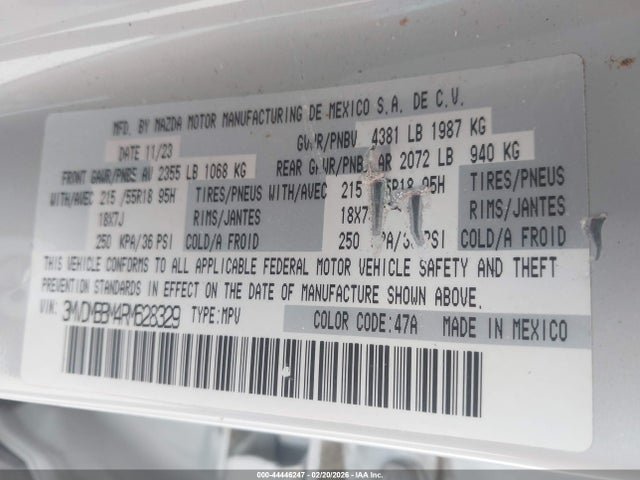 MFD. BY MAZDA MOTOR MANUFACTURING DE MEXICO S.A. DE C.V.
DATE 11/23 GVWR/PNBV 4381 LB 1987 KG
FRONT GAWR/PNBE AV 2355 LB 1068 KG REAR GAWR/PNBE AR 2072 LB 940 KG
WITH/AVEC 215 /55R18 95H TIRES/PNEUS WITH/AVEC 215 55R18 95H TIRES/PNEUS
18X7J RIMS/JANTES 18X7 RIMS/JANTES
250 KPA/36 PSI COLD/A FROID 250 KPA/36 PSI COLD/A FROID
THIS VEHICLE CONFORMS TO ALL APPLICABLE FEDERAL MOTOR VEHICLE SAFETY AND THEFT
PREVENTION STANDARDS IN EFFECT ON THE DATE OF MANUFACTURE SHOWN ABOVE.
VIN: 3MVDMBBM4RM628329 TYPE:MPV COLOR CODE:47A MADE IN MEXICO
000-44446247 - 02/20/2026 - IAA Inc.